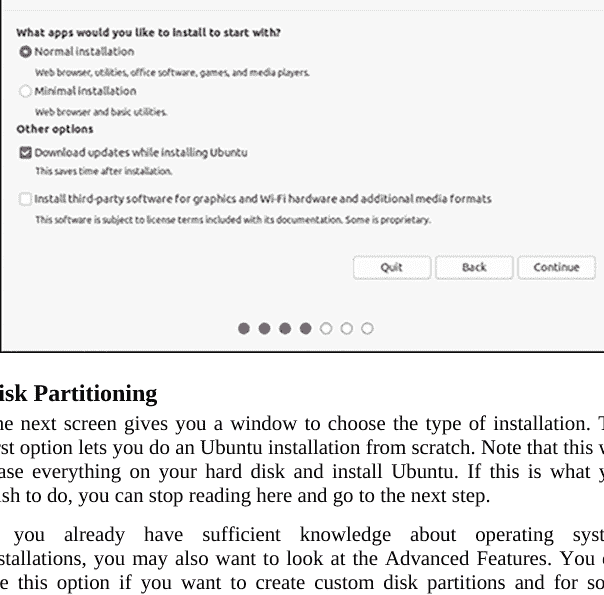 What apps would you like to install to start with?
Normal installation
Web browser, utilities, office software, games, and media players.
Minimal installation
Web browser and basic utilities.
Other options
Download updates while installing Ubuntu
This saves time after installation.
Install third-party software for graphics and Wi-Fi hardware and additional media formats
This software is subject to license terms included with its documentation. Some is proprietary.
Quit Back Continue
isk Partitioning
next screen gives you a window to choose the type of installation.
option lets you do an Ubuntu installation from scratch. Note that this
everything on your hard disk and install Ubuntu. If this is what
to do, you can stop reading here and go to the next step.
you already have sufficient knowledge about operating
you may also want to look at the Advanced Features. You
this option if you want to create custom disk partitions and for